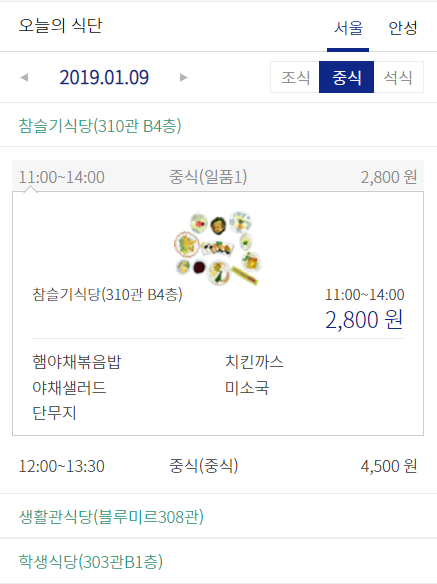 오늘의 식단 서울 안성
2019.01.09 조식 중식 석식
참슬기식당(310관 B4층)
11:00~14:00 중식(일품1) 2,800 원
참슬기식당(310관 B4층) 11:00~14:00
2,800 원
햄야채볶음밥 치킨까스
야채샐러드 미소국
단무지
12:00~13:30 중식(중식) 4,500 원
생활관식당(블루미르308관)
학생식당(303관B1층)